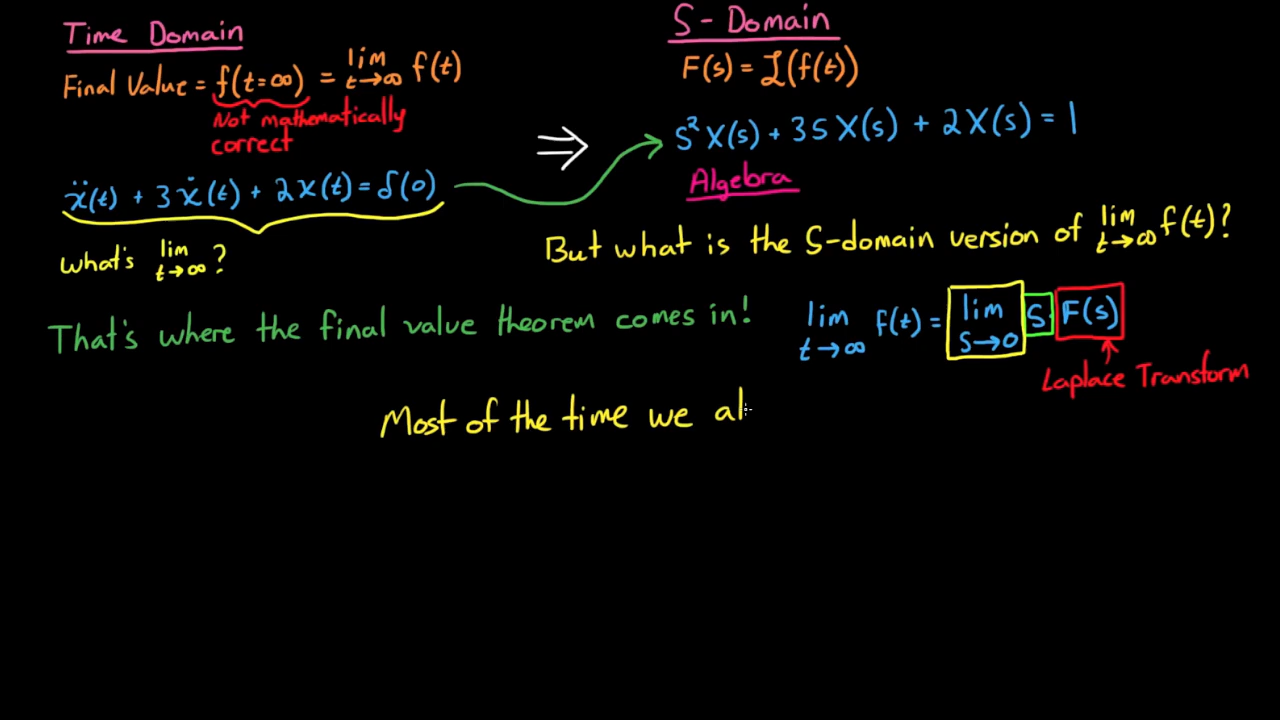 Time Domain
Final Value = f(t=∞) = lim t→∞ f(t)
Not mathematically
correct
ẍ(t) + 3ẋ(t) + 2x(t) = δ(0)
What's lim t→∞ ?
S-Domain
F(s) = ℒ(f(t))
S²X(s) + 3SX(s) + 2X(s) = 1
Algebra
But what is the S-domain version of lim t→∞ f(t)?
That's where the final value theorem comes in!
lim t→∞ f(t) = lim s→0 S F(s)
Laplace Transform
Most of the time we al